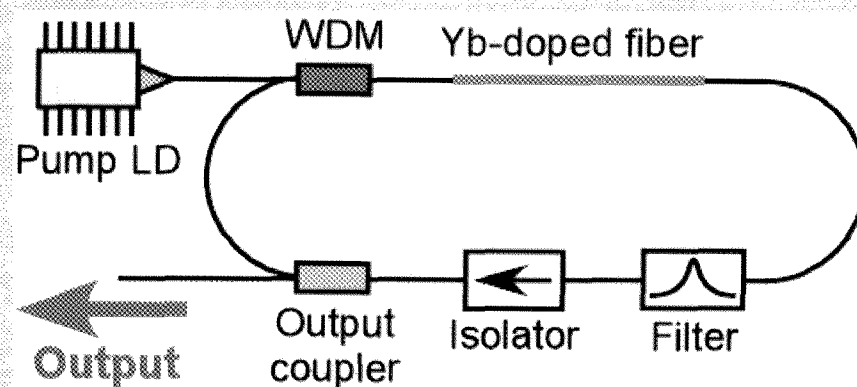 WDM
Yb-doped fiber
Pump LD
Output
coupler
Isolator
Filter
Output